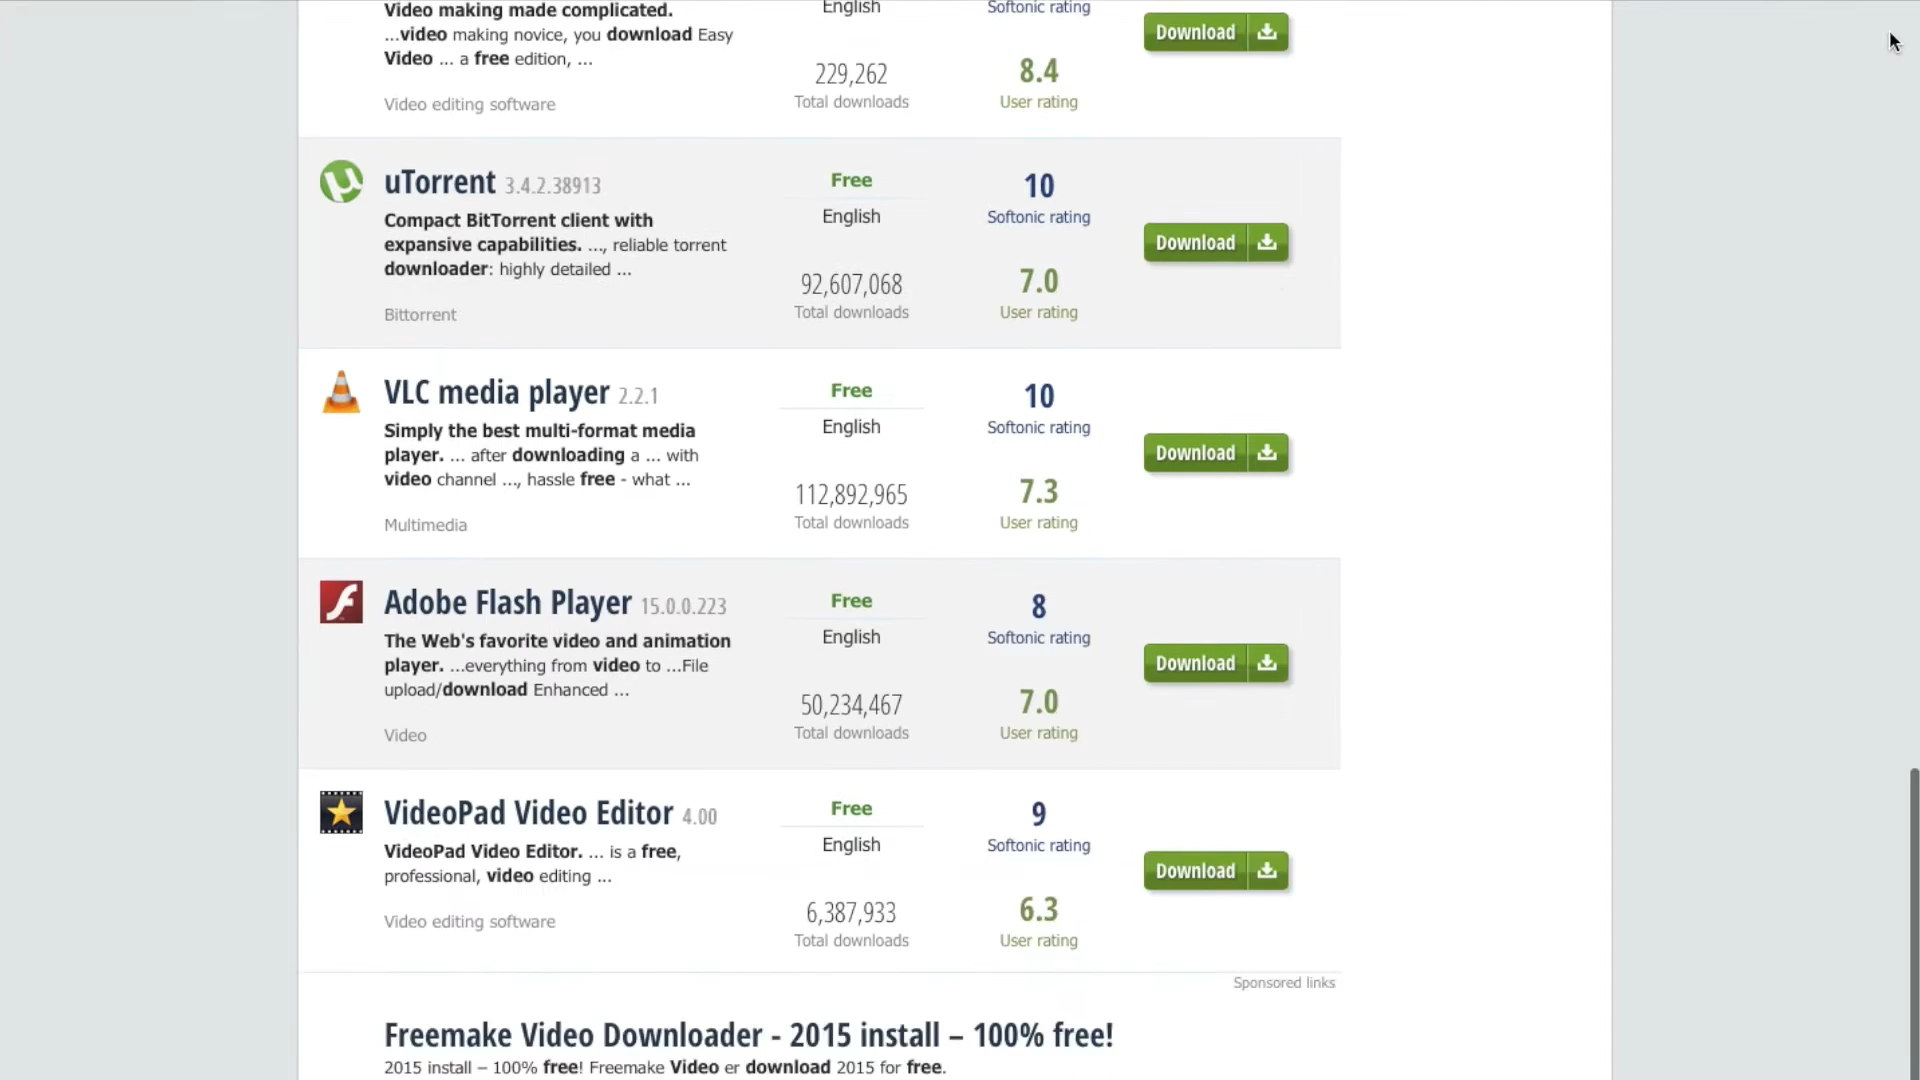 Video making made complicated.
English
Softonic rating
Download
...video making novice, you download Easy
Video ... a free edition, ...
229,262
8.4
Total downloads
User rating
Video editing software
uTorrent 3.4.2.38913
Free
10
Compact BitTorrent client with
English
Softonic rating
expansive capabilities. ..., reliable torrent
Download
downloader: highly detailed ...
92,607,068
7.0
Bittorrent
Total downloads
User rating
VLC media player 2.2.1
Free
10
Simply the best multi-format media
English
Softonic rating
player. ... after downloading a ... with
Download
video channel ..., hassle free - what ...
112,892,965
7.3
Multimedia
Total downloads
User rating
Adobe Flash Player 15.0.0.223
Free
8
The Web's favorite video and animation
English
Softonic rating
player. ...everything from video to ...File
Download
upload/download Enhanced ...
50,234,467
7.0
Video
Total downloads
User rating
VideoPad Video Editor 4.00
Free
9
VideoPad Video Editor. ... is a free,
English
Softonic rating
professional, video editing ...
Download
Video editing software
6,387,933
6.3
Total downloads
User rating
Sponsored links
Freemake Video Downloader - 2015 install – 100% free!
2015 install – 100% free! Freemake Video er download 2015 for free.